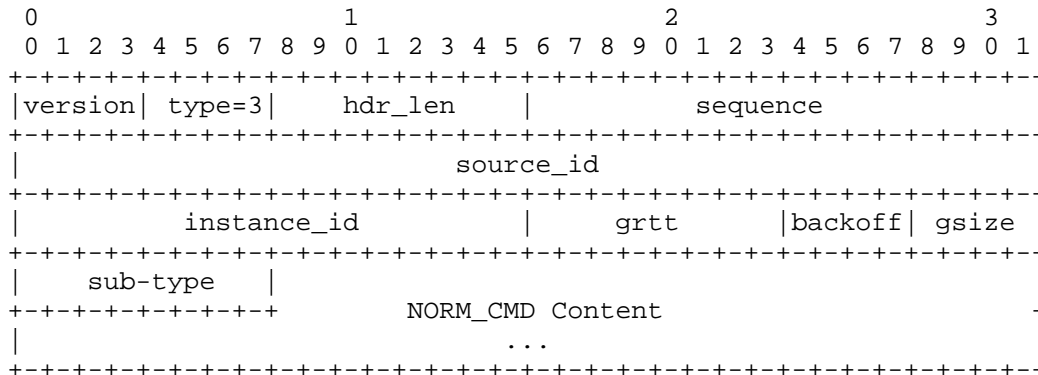 0                   1                   2                   3
 0 1 2 3 4 5 6 7 8 9 0 1 2 3 4 5 6 7 8 9 0 1 2 3 4 5 6 7 8 9 0 1
+-+-+-+-+-+-+-+-+-+-+-+-+-+-+-+-+-+-+-+-+-+-+-+-+-+-+-+-+-+-+-+--
|version| type=3|    hdr_len    |          sequence
+-+-+-+-+-+-+-+-+-+-+-+-+-+-+-+-+-+-+-+-+-+-+-+-+-+-+-+-+-+-+-+--
|                           source_id
+-+-+-+-+-+-+-+-+-+-+-+-+-+-+-+-+-+-+-+-+-+-+-+-+-+-+-+-+-+-+-+--
|          instance_id          |     grtt      |backoff| gsize
+-+-+-+-+-+-+-+-+-+-+-+-+-+-+-+-+-+-+-+-+-+-+-+-+-+-+-+-+-+-+-+--
|    sub-type   |
+-+-+-+-+-+-+-+-+        NORM_CMD Content                       -
|                              ...
+-+-+-+-+-+-+-+-+-+-+-+-+-+-+-+-+-+-+-+-+-+-+-+-+-+-+-+-+-+-+-+--